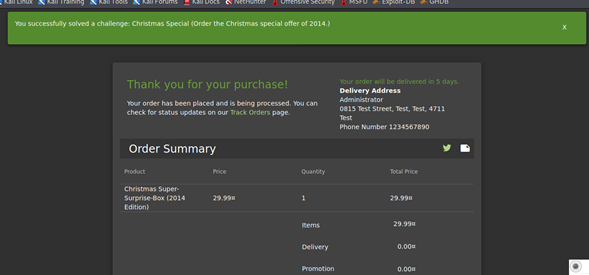 Kali Linux Kali Training Kali Tools Kali Forums Kali Docs NetHunter Offensive Security MSFU Exploit-DB GHDB
You successfully solved a challenge: Christmas Special (Order the Christmas special offer of 2014.)
X
Thank you for your purchase!
Your order has been placed and is being processed. You can
check for status updates on our Track Orders page.
Your order will be delivered in 5 days.
Delivery Address
Administrator
0815 Test Street, Test, Test, 4711
Test
Phone Number 1234567890
Order Summary
Product Price Quantity Total Price
Christmas Super-
Surprise-Box (2014
Edition)
29.99¤ 1 29.99¤
Items 29.99¤
Delivery 0.00¤
Promotion 0.00¤